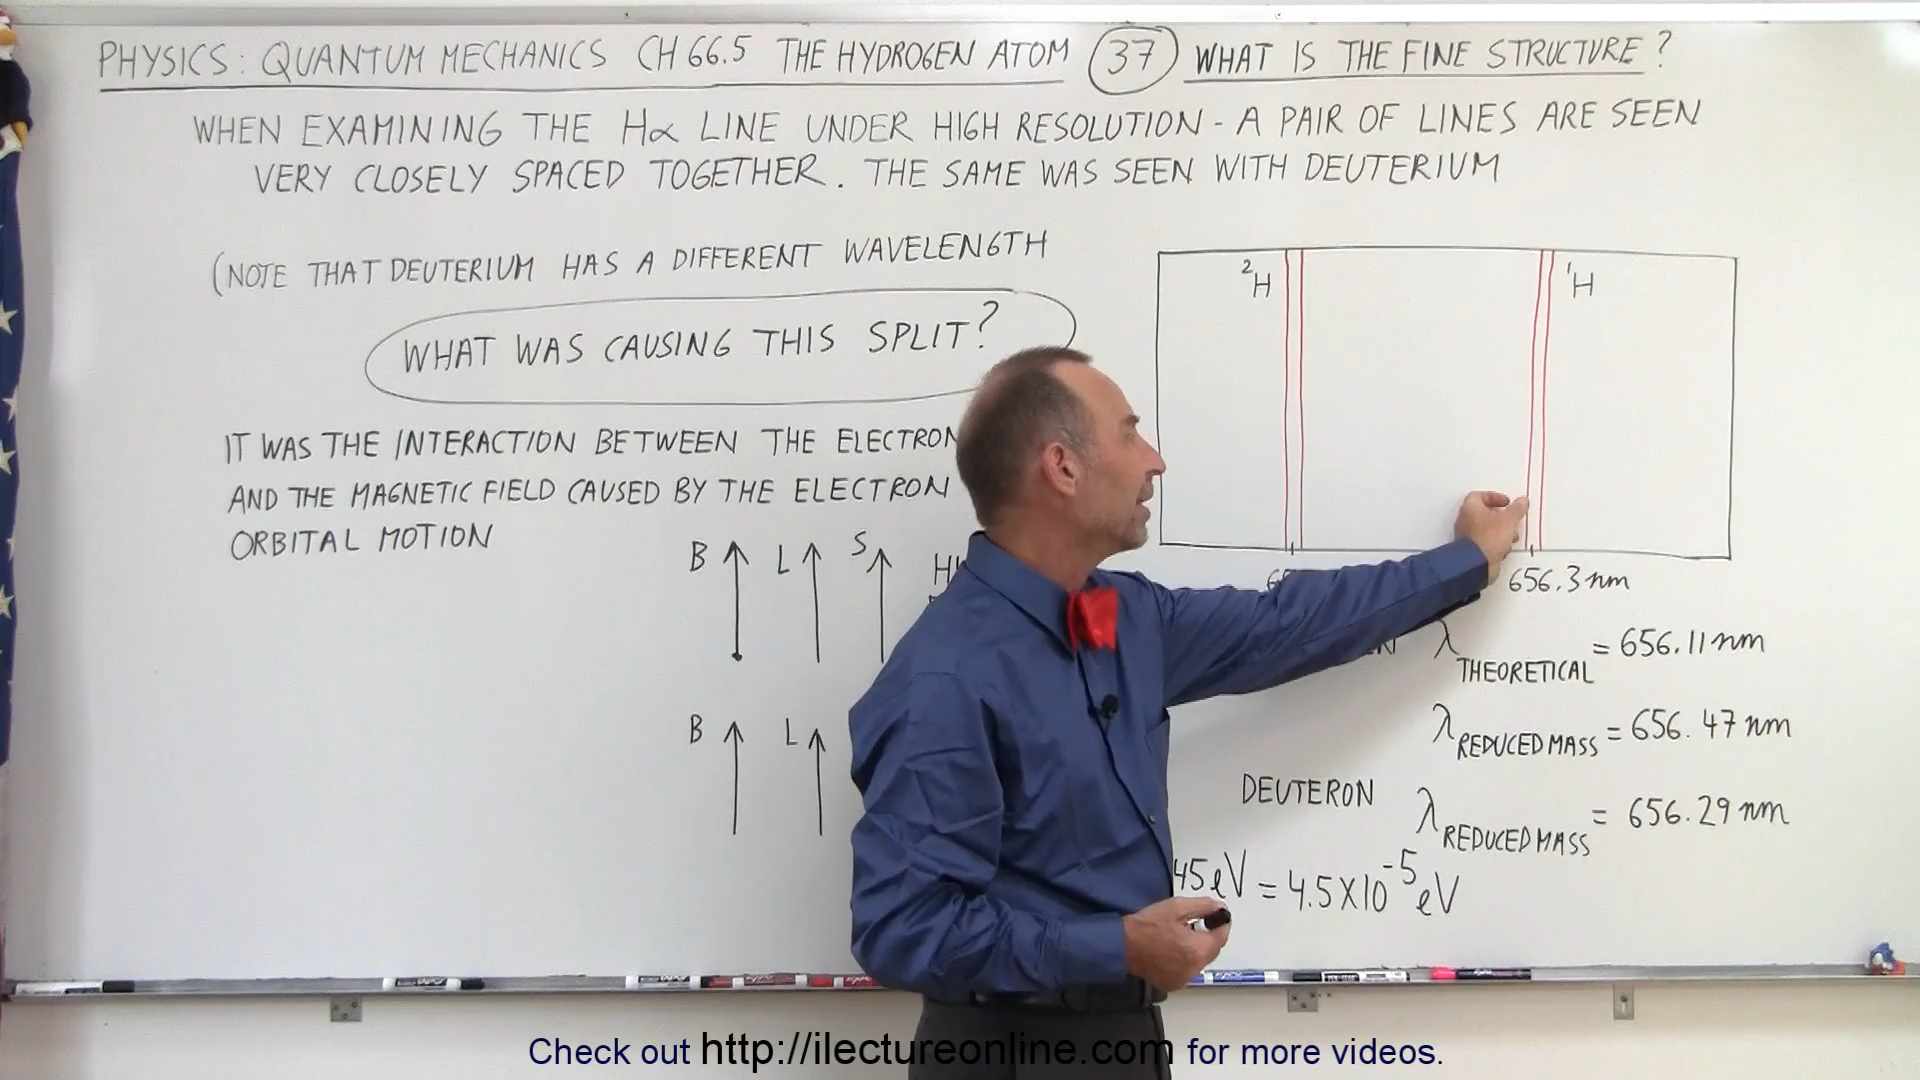 PHYSICS: QUANTUM MECHANICS CH 66.5 THE HYDROGEN ATOM 37 WHAT IS THE FINE STRUCTURE?
WHEN EXAMINING THE Hα LINE UNDER HIGH RESOLUTION - A PAIR OF LINES ARE SEEN
VERY CLOSELY SPACED TOGETHER. THE SAME WAS SEEN WITH DEUTERIUM
(NOTE THAT DEUTERIUM HAS A DIFFERENT WAVELENGTH
WHAT WAS CAUSING THIS SPLIT?
IT WAS THE INTERACTION BETWEEN THE ELECTRON
AND THE MAGNETIC FIELD CAUSED BY THE ELECTRON
ORBITAL MOTION
B L S
B L
²H ¹H
656.3 nm
λ THEORETICAL = 656.11 nm
λ REDUCED MASS = 656.47 nm
DEUTERON λ REDUCED MASS = 656.29 nm
45 eV = 4.5X10⁻⁵ eV
Check out http://ilectureonline.com for more videos.